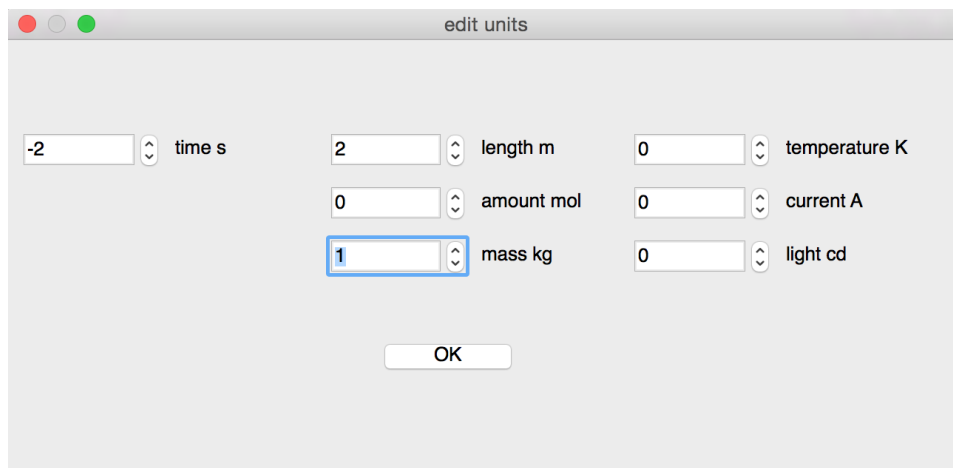 edit units
-2 time s 2 length m 0 temperature K
0 amount mol 0 current A
1 mass kg 0 light cd
OK